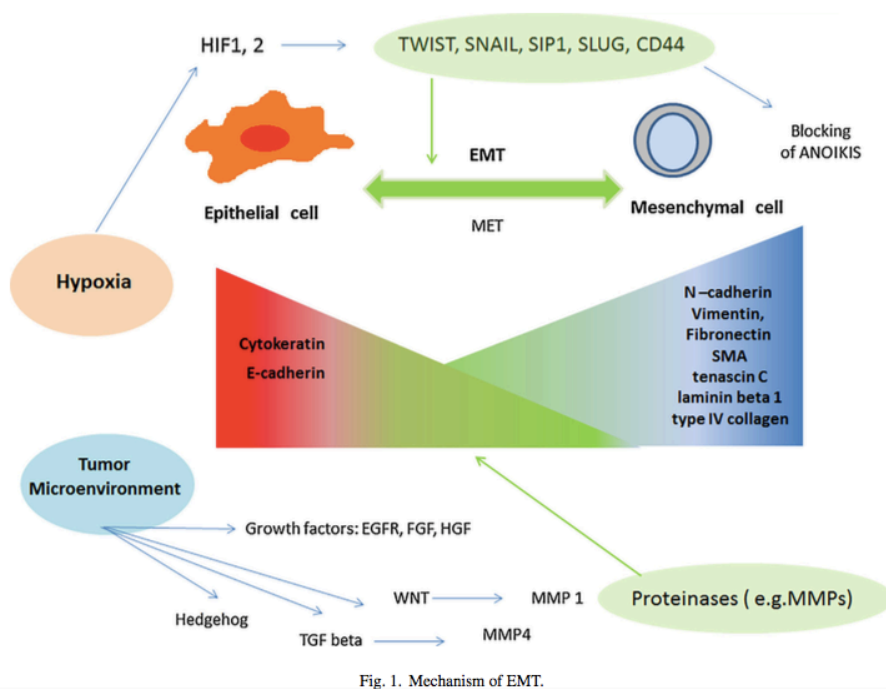 HIF1, 2
TWIST, SNAIL, SIP1, SLUG, CD44
Blocking
of ANOIKIS
EMT
Epithelial cell
Mesenchymal cell
MET
Hypoxia
Cytokeratin
E-cadherin
N –cadherin
Vimentin,
Fibronectin
SMA
tenascin C
laminin beta 1
type IV collagen
Tumor
Microenvironment
Growth factors: EGFR, FGF, HGF
WNT
MMP 1
Proteinases ( e.g.MMPs)
Hedgehog
TGF beta
MMP4
Fig. 1. Mechanism of EMT.